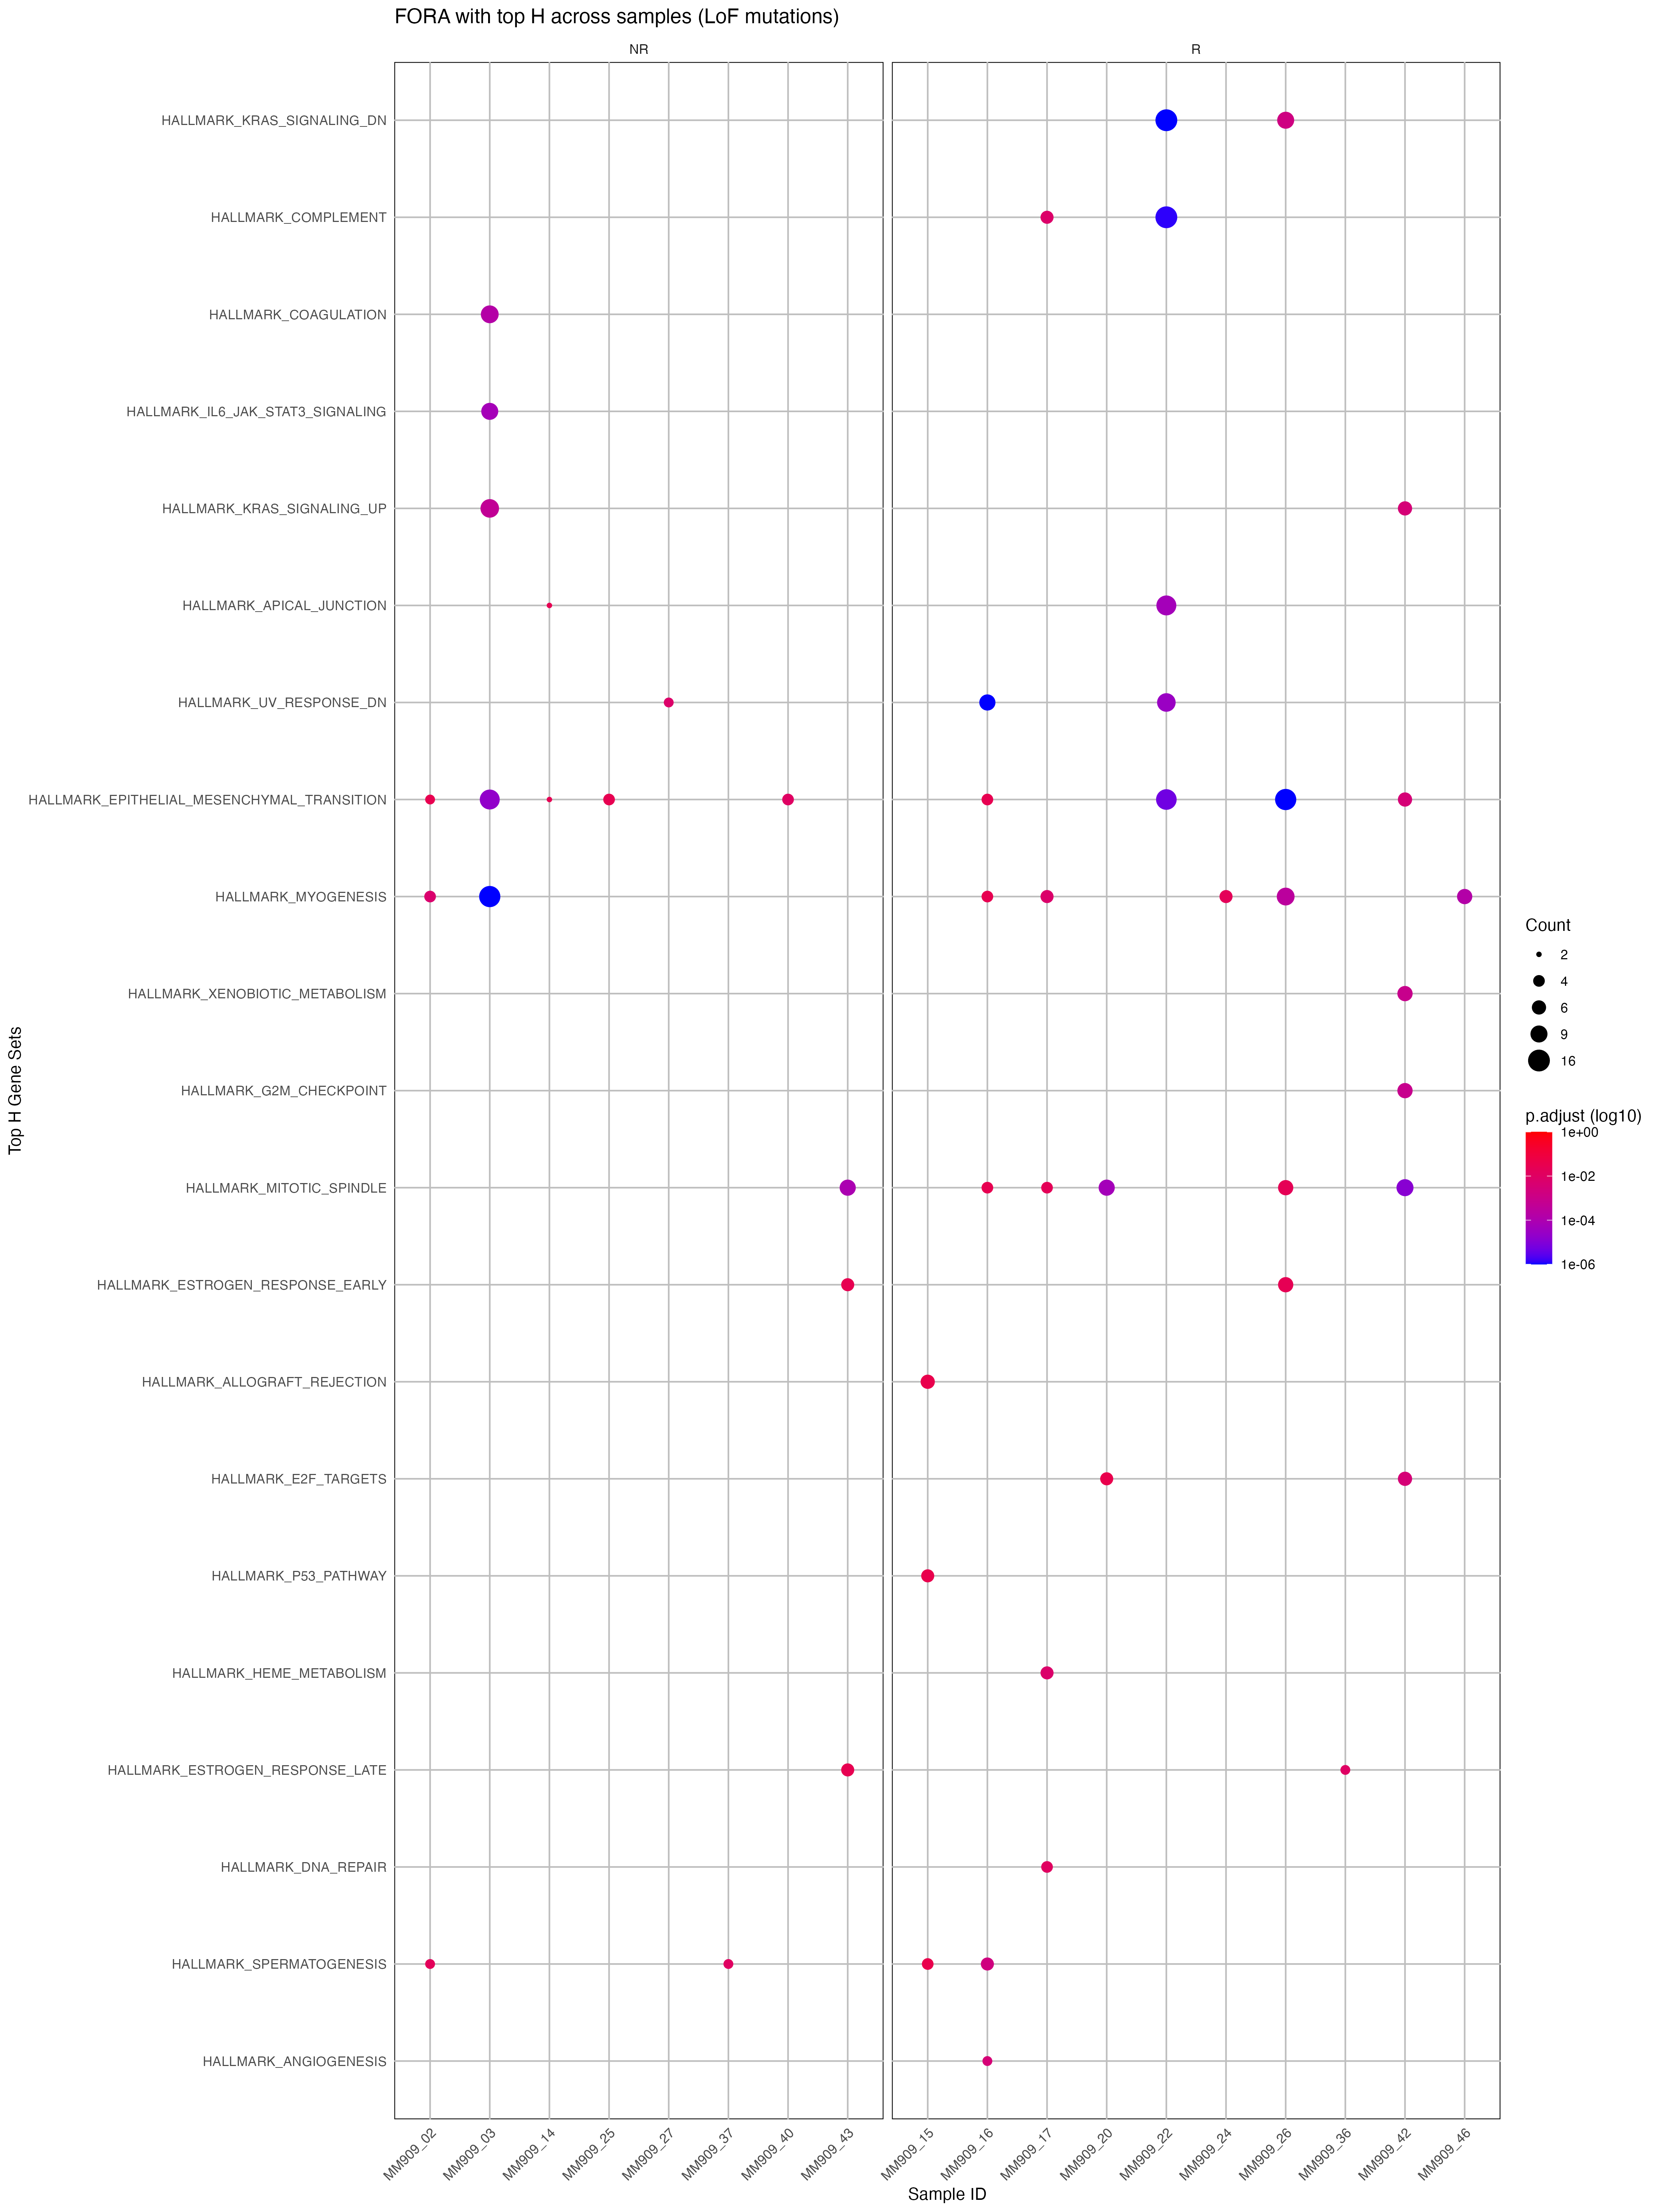 FORA with top H across samples (LoF mutations)
NR
R
HALLMARK_KRAS_SIGNALING_DN
HALLMARK_COMPLEMENT
HALLMARK_COAGULATION
HALLMARK_IL6_JAK_STAT3_SIGNALING
HALLMARK_KRAS_SIGNALING_UP
HALLMARK_APICAL_JUNCTION
HALLMARK_UV_RESPONSE_DN
HALLMARK_EPITHELIAL_MESENCHYMAL_TRANSITION
HALLMARK_MYOGENESIS
HALLMARK_XENOBIOTIC_METABOLISM
HALLMARK_G2M_CHECKPOINT
HALLMARK_MITOTIC_SPINDLE
HALLMARK_ESTROGEN_RESPONSE_EARLY
HALLMARK_ALLOGRAFT_REJECTION
HALLMARK_E2F_TARGETS
HALLMARK_P53_PATHWAY
HALLMARK_HEME_METABOLISM
HALLMARK_ESTROGEN_RESPONSE_LATE
HALLMARK_DNA_REPAIR
HALLMARK_SPERMATOGENESIS
HALLMARK_ANGIOGENESIS
Top H Gene Sets
MM909_02
MM909_03
MM909_14
MM909_25
MM909_27
MM909_37
MM909_40
MM909_43
MM909_15
MM909_16
MM909_17
MM909_20
MM909_22
MM909_24
MM909_26
MM909_36
MM909_42
MM909_46
Sample ID
Count
2
4
6
9
16
p.adjust (log10)
1e+00
1e-02
1e-04
1e-06